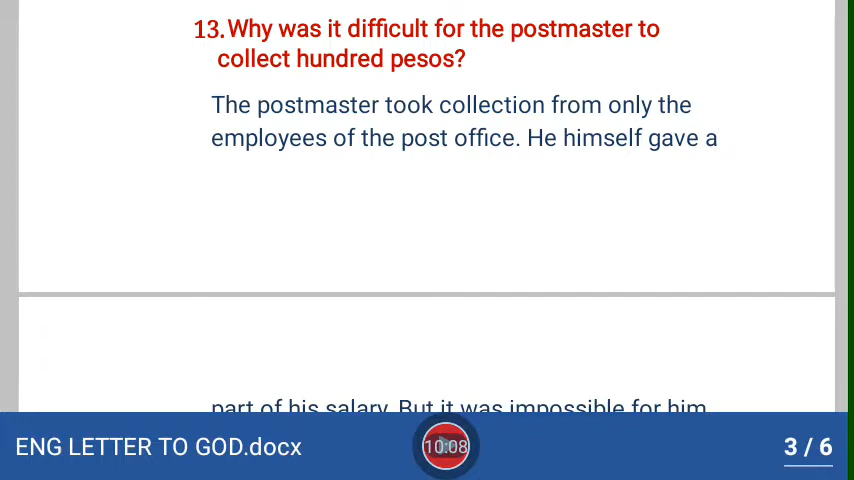 13.Why was it difficult for the postmaster to
collect hundred pesos?
The postmaster took collection from only the
employees of the post office. He himself gave a
part of his salary. But it was impossible for him
ENG LETTER TO GOD.docx
10:08
3 / 6